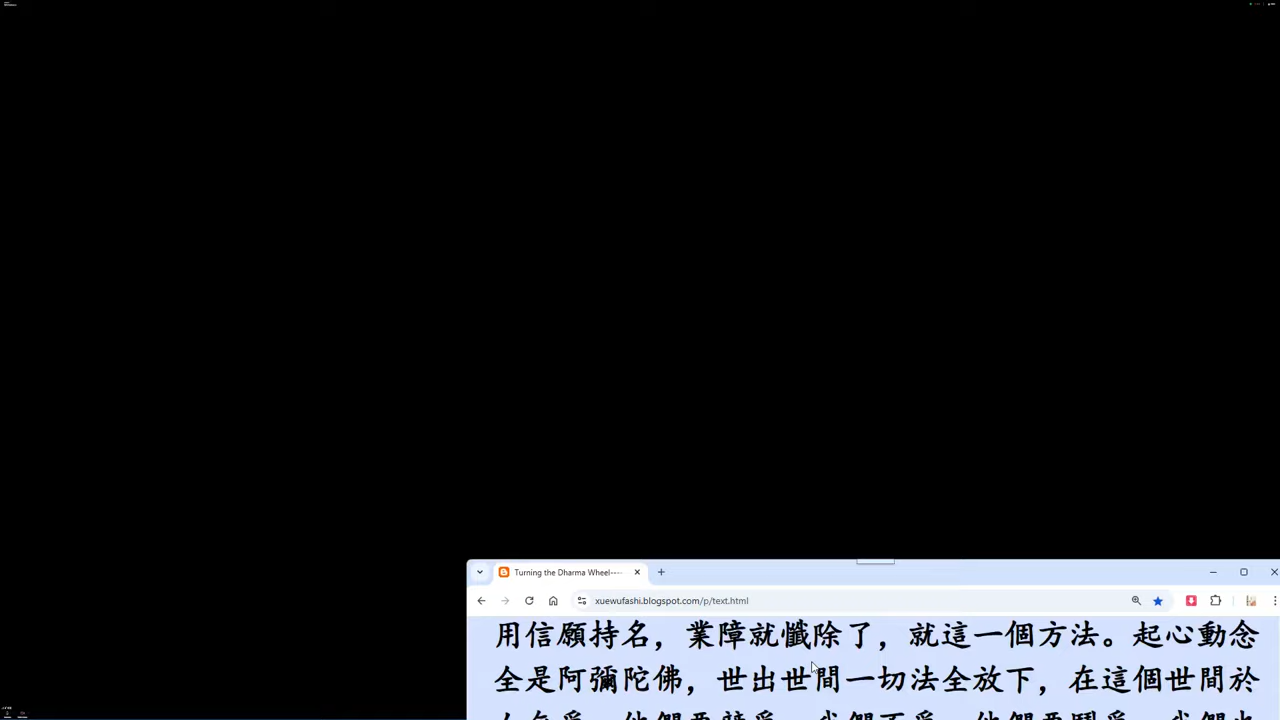 Turning the Dharma Wheel----
xuewufashi.blogspot.com/p/text.html
用信願持名，業障就懺除了，就這一個方法。起心動念
全是阿彌陀佛，世出世間一切法全放下，在這個世間於